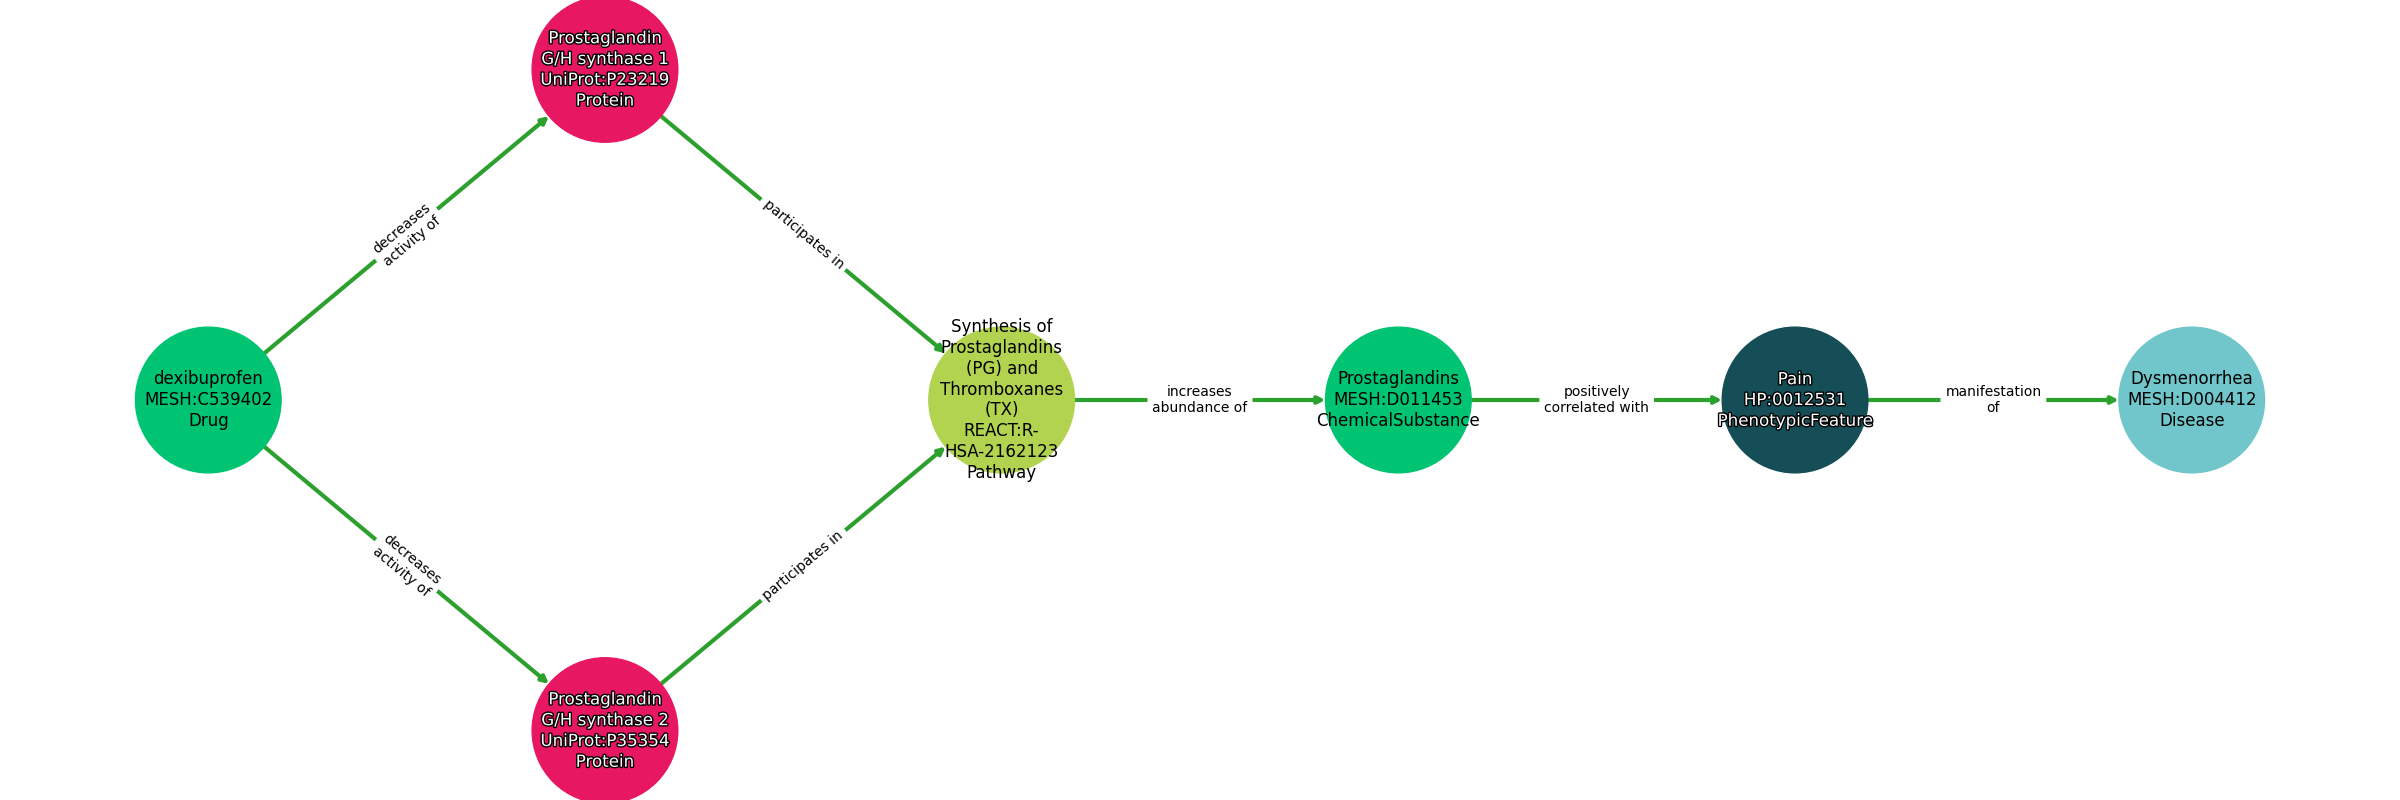 Prostaglandin
G/H synthase 1
UniProt:P23219
Protein
decreases
activity of
participates in
dexibuprofen
MESH:C539402
Drug
Synthesis of
Prostaglandins
(PG) and
Thromboxanes
(TX)
REACT:R-
HSA-2162123
Pathway
increases
abundance of
Prostaglandins
MESH:D011453
ChemicalSubstance
positively
correlated with
Pain
HP:0012531
PhenotypicFeature
manifestation
of
Dysmenorrhea
MESH:D004412
Disease
decreases
activity of
participates in
Prostaglandin
G/H synthase 2
UniProt:P35354
Protein